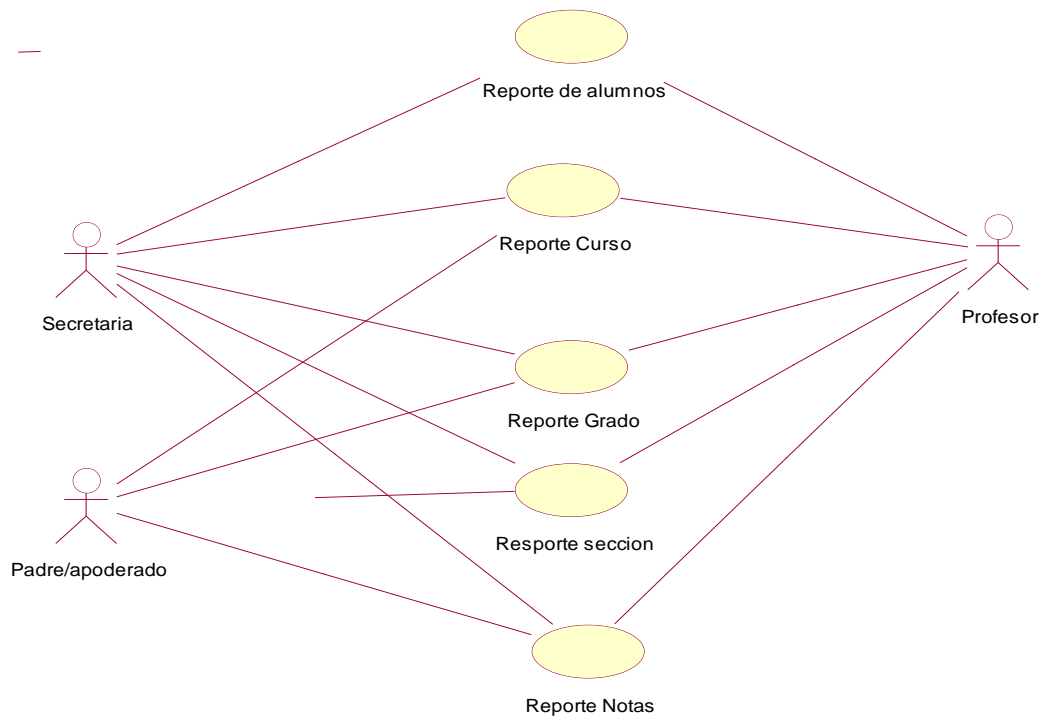 Reporte de alumnos
Reporte Curso
Secretaria
Profesor
Reporte Grado
Resporte seccion
Padre/apoderado
Reporte Notas